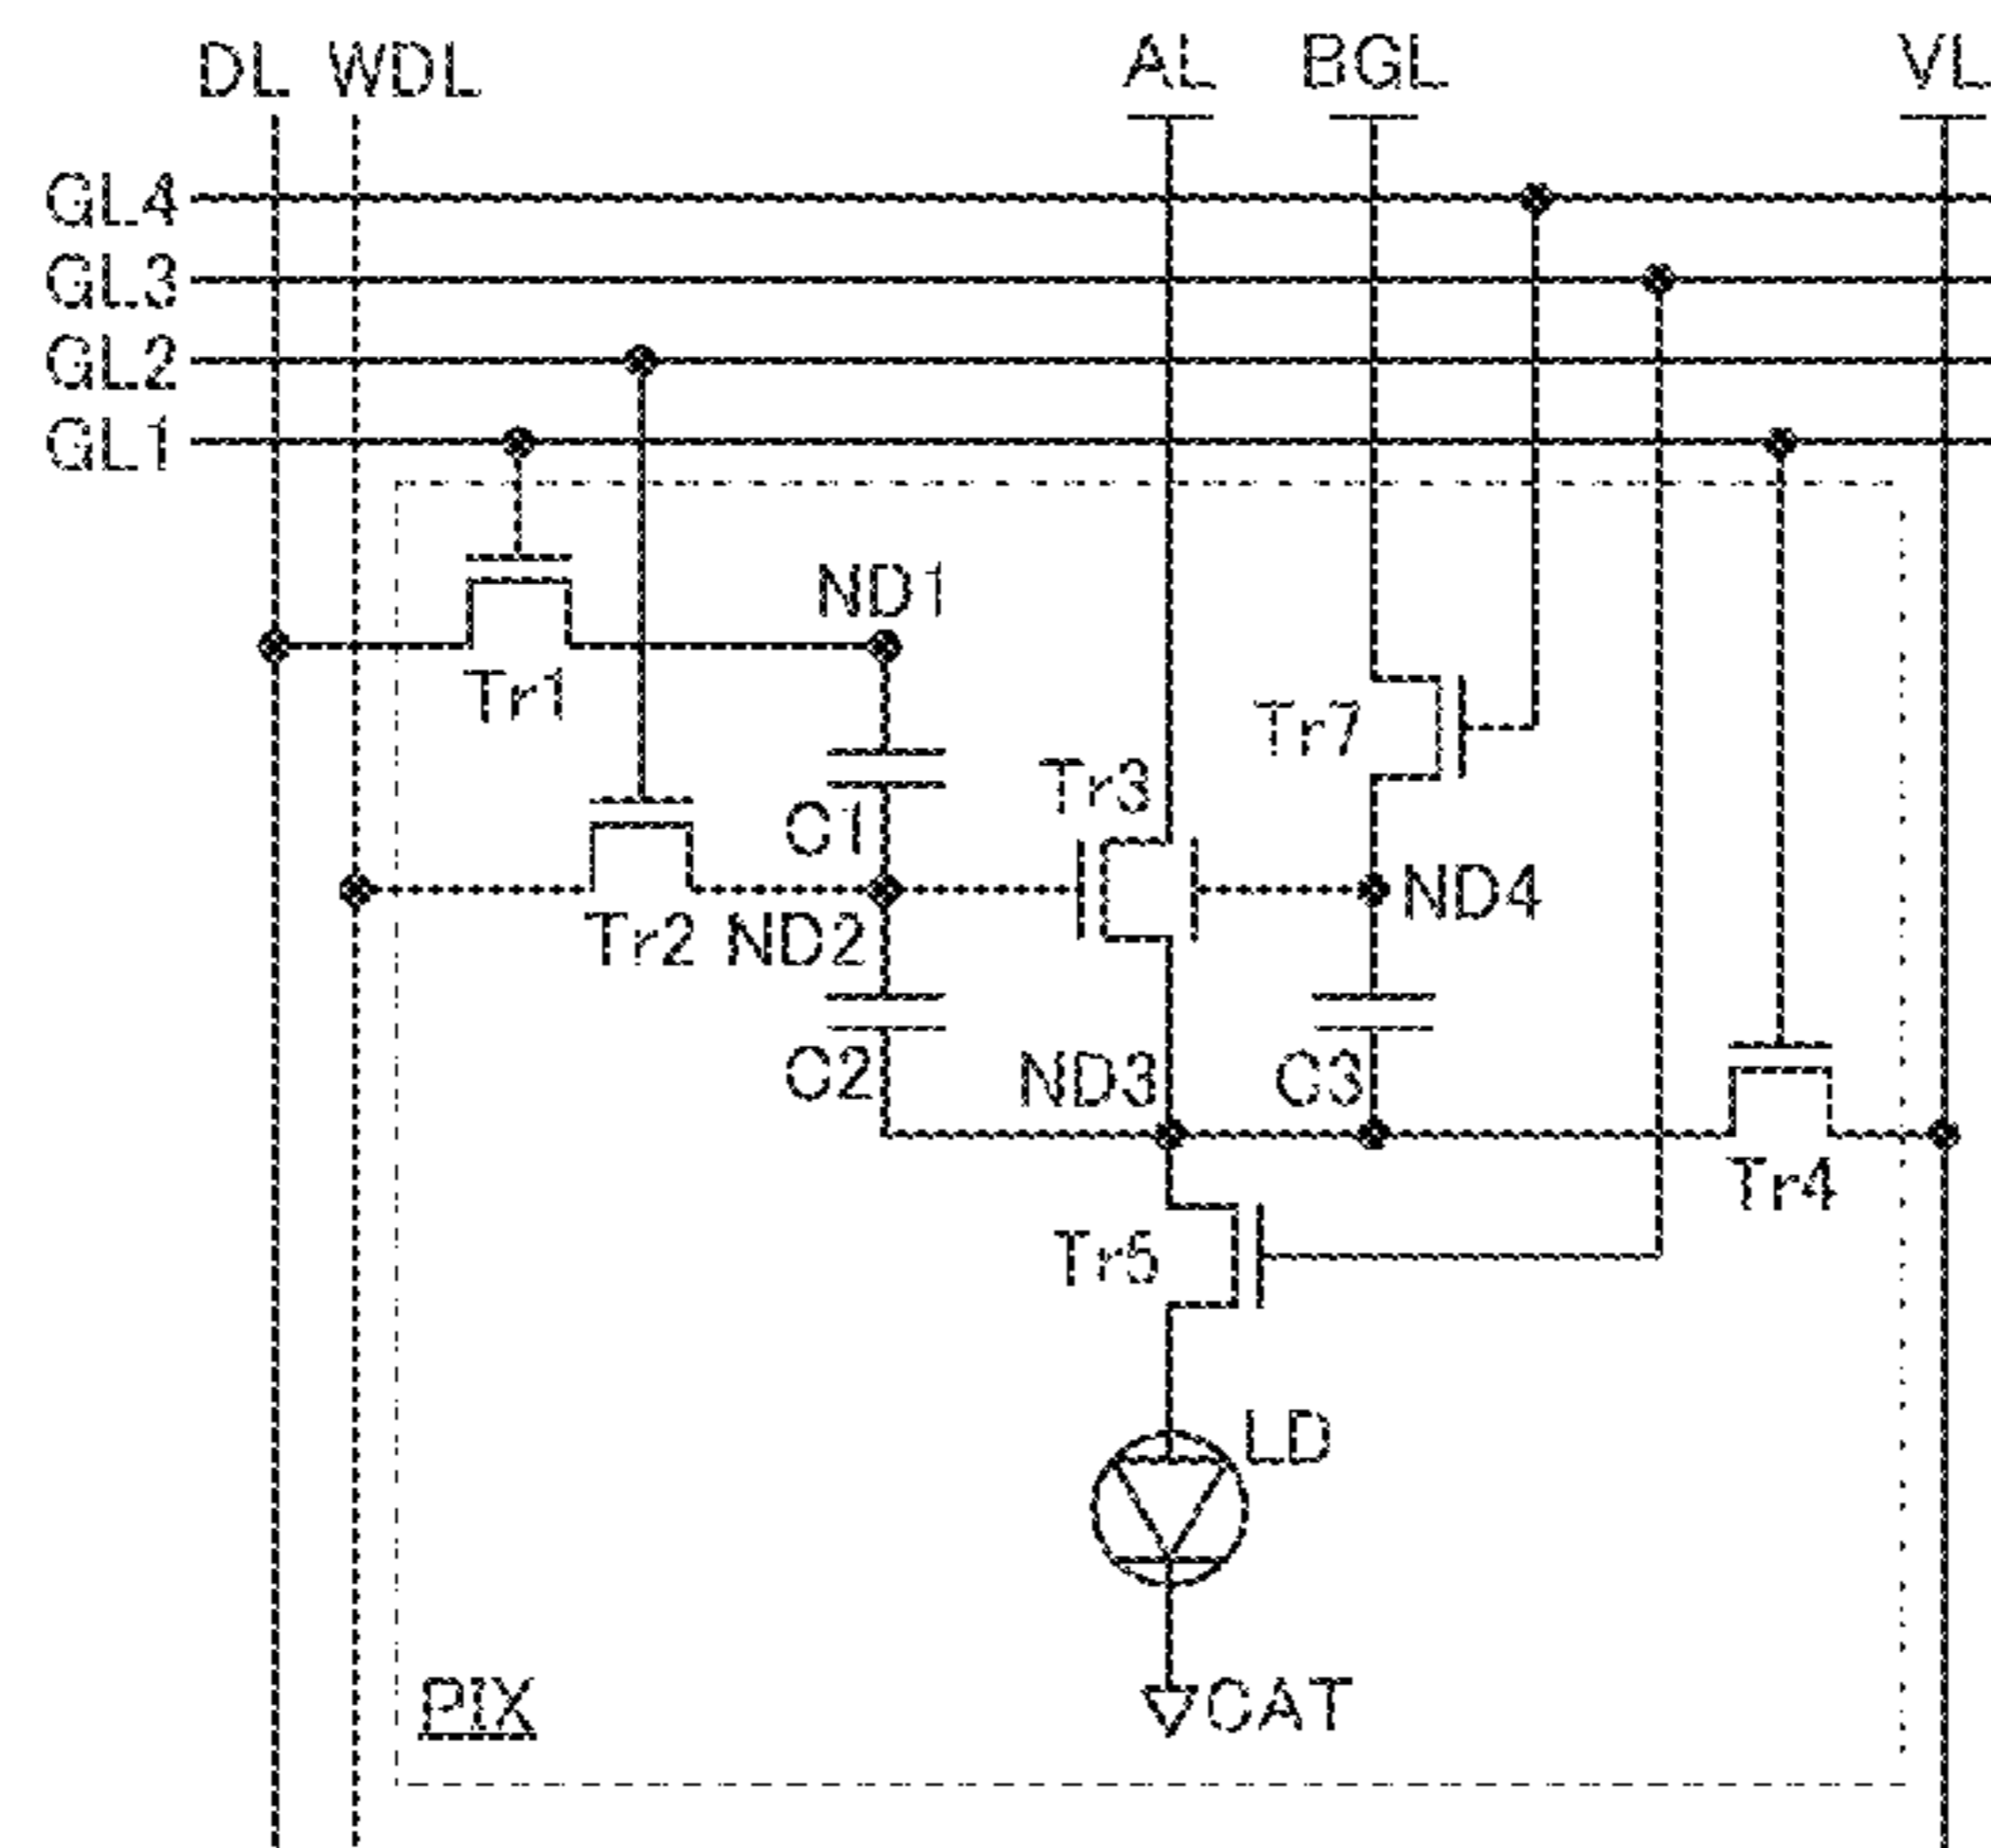 DL WDL AL BGL VL
GL4
GL3
GL2
GL1
ND1
Tr1
Tr7
Tr3
C1
ND4
Tr2 ND2
C2 ND3 C3
Tr4
Tr5
LD
PIX CAT